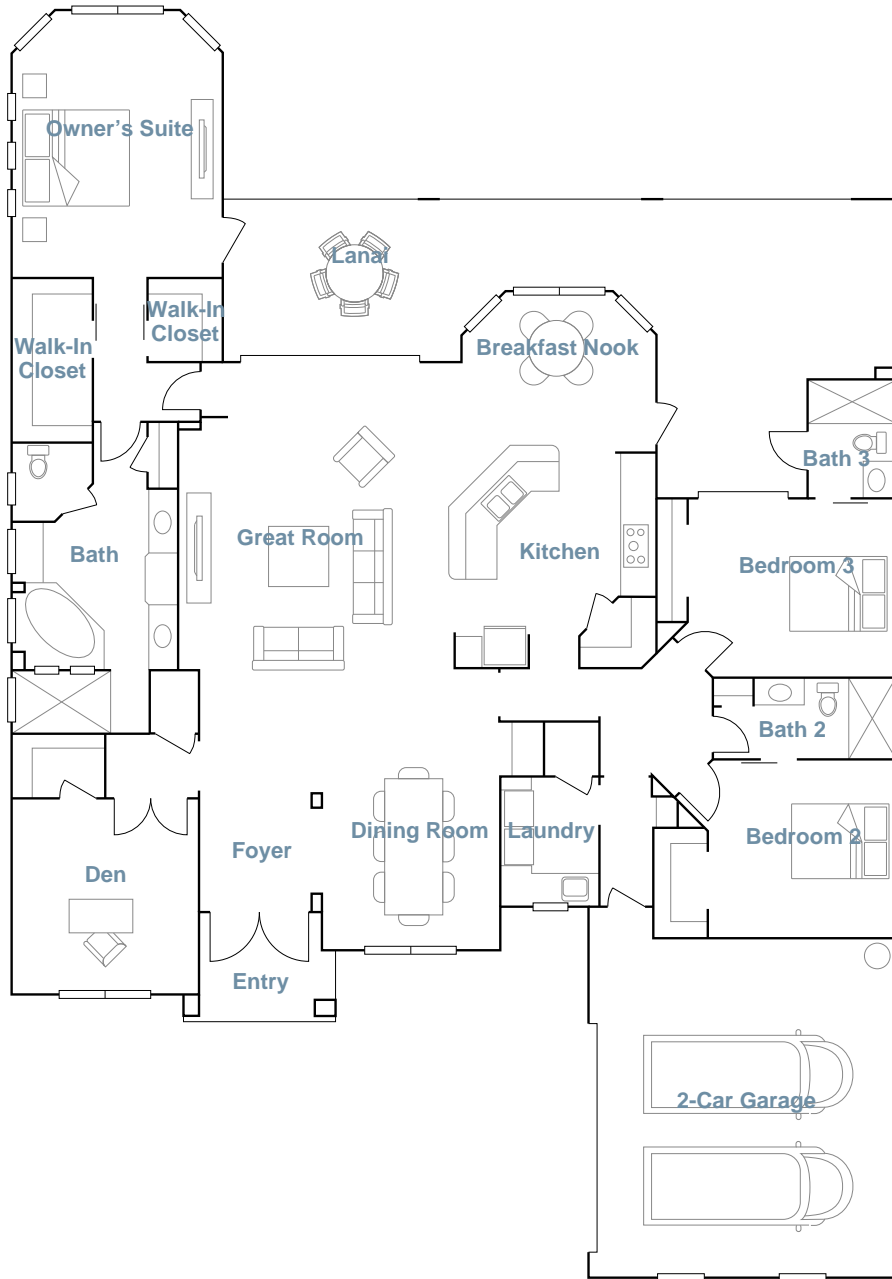 Owner's Suite
Lanai
Walk-In
Closet
Walk-In
Closet
Breakfast Nook
Bath 3
Great Room
Kitchen
Bath
Bedroom 3
Bath 2
Dining Room
Laundry
Bedroom 2
Foyer
Den
Entry
2-Car Garage